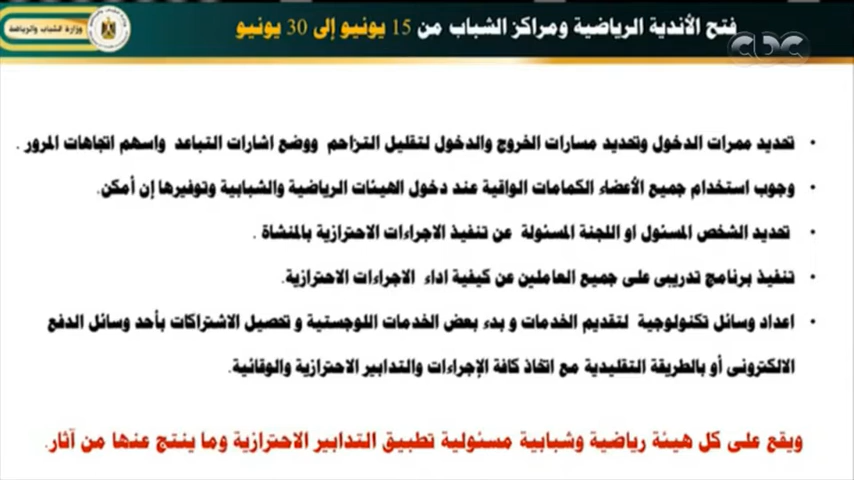 فتح الأندية الرياضية ومراكز الشباب من 15 يونيو إلى 30 يونيو
وزارة الشباب والرياضة
CBC
• تحديد ممرات الدخول وتحديد مسارات الخروج والدخول لتقليل التزاحم ووضع اشارات التباعد واسهم اتجاهات المرور .
• وجوب استخدام جميع الأعضاء الكمامات الواقية عند دخول الهيئات الرياضية والشبابية وتوفيرها إن أمكن.
• تحديد الشخص المسئول او اللجنة المسئولة عن تنفيذ الاجراءات الاحترازية بالمنشاة .
• تنفيذ برنامج تدريبى على جميع العاملين عن كيفية اداء الاجراءات الاحترازية.
• اعداد وسائل تكنولوجية لتقديم الخدمات و بدء بعض الخدمات اللوجستية و تحصيل الاشتراكات بأحد وسائل الدفع
الالكترونى أو بالطريقة التقليدية مع اتخاذ كافة الإجراءات والتدابير الاحترازية والوقائية.
ويقع على كل هيئة رياضية وشبابية مسئولية تطبيق التدابير الاحترازية وما ينتج عنها من آثار.